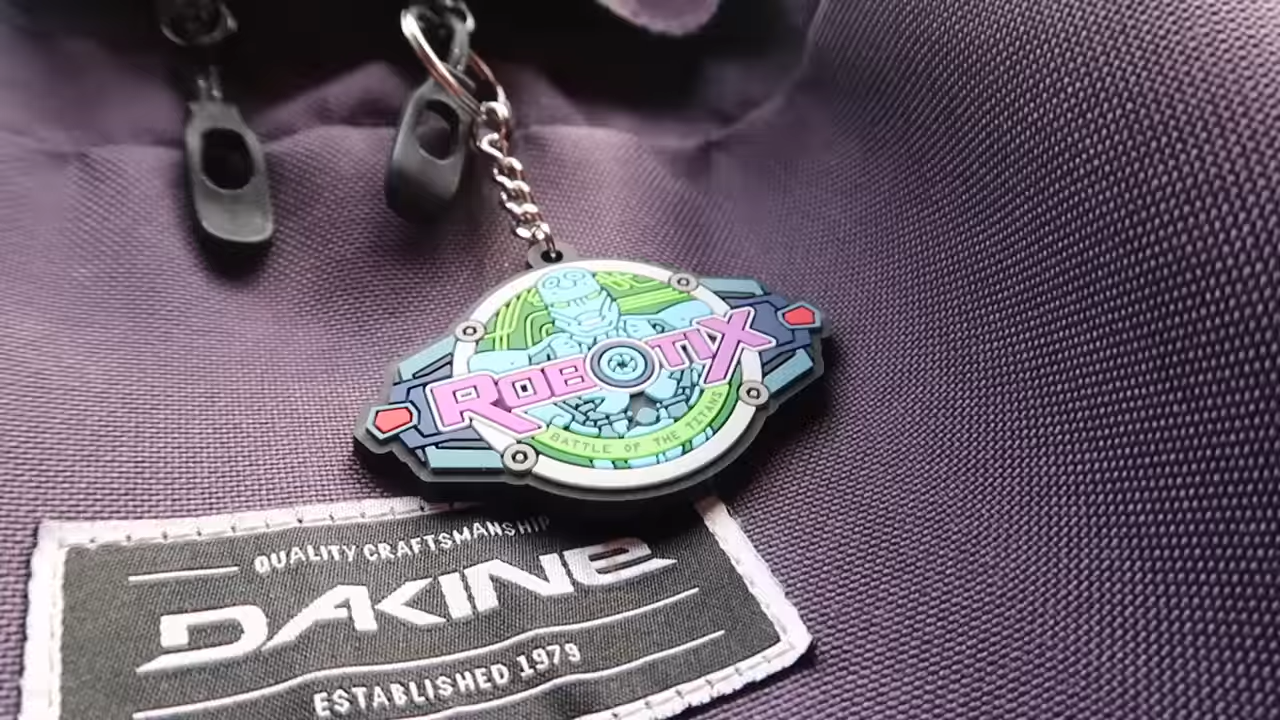 ROBOTIX
BATTLE OF THE TITANS
QUALITY CRAFTSMANSHIP
DAKINE
ESTABLISHED 1979